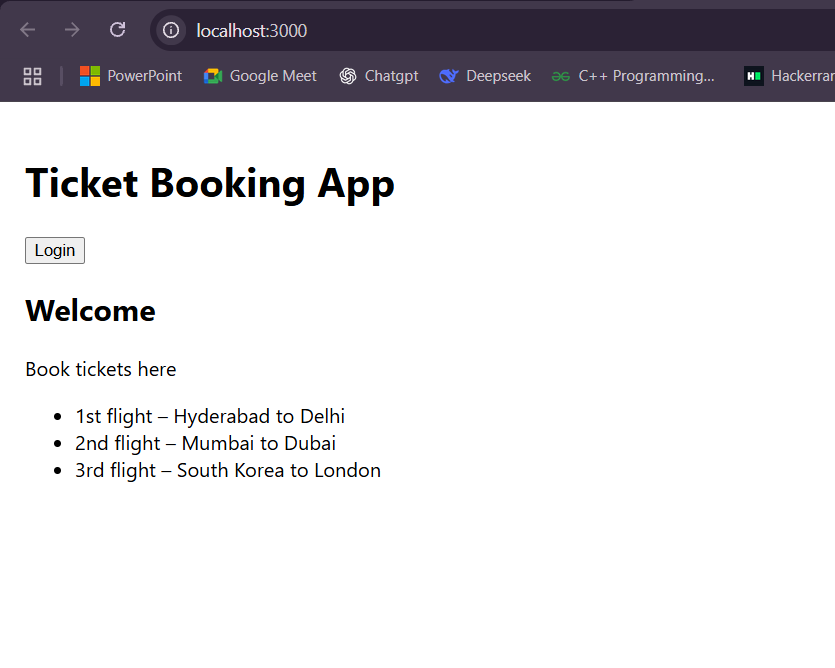 localhost:3000
PowerPoint Google Meet Chatgpt Deepseek C++ Programming... Hackerran
Ticket Booking App
Login
Welcome
Book tickets here
1st flight – Hyderabad to Delhi
2nd flight – Mumbai to Dubai
3rd flight – South Korea to London